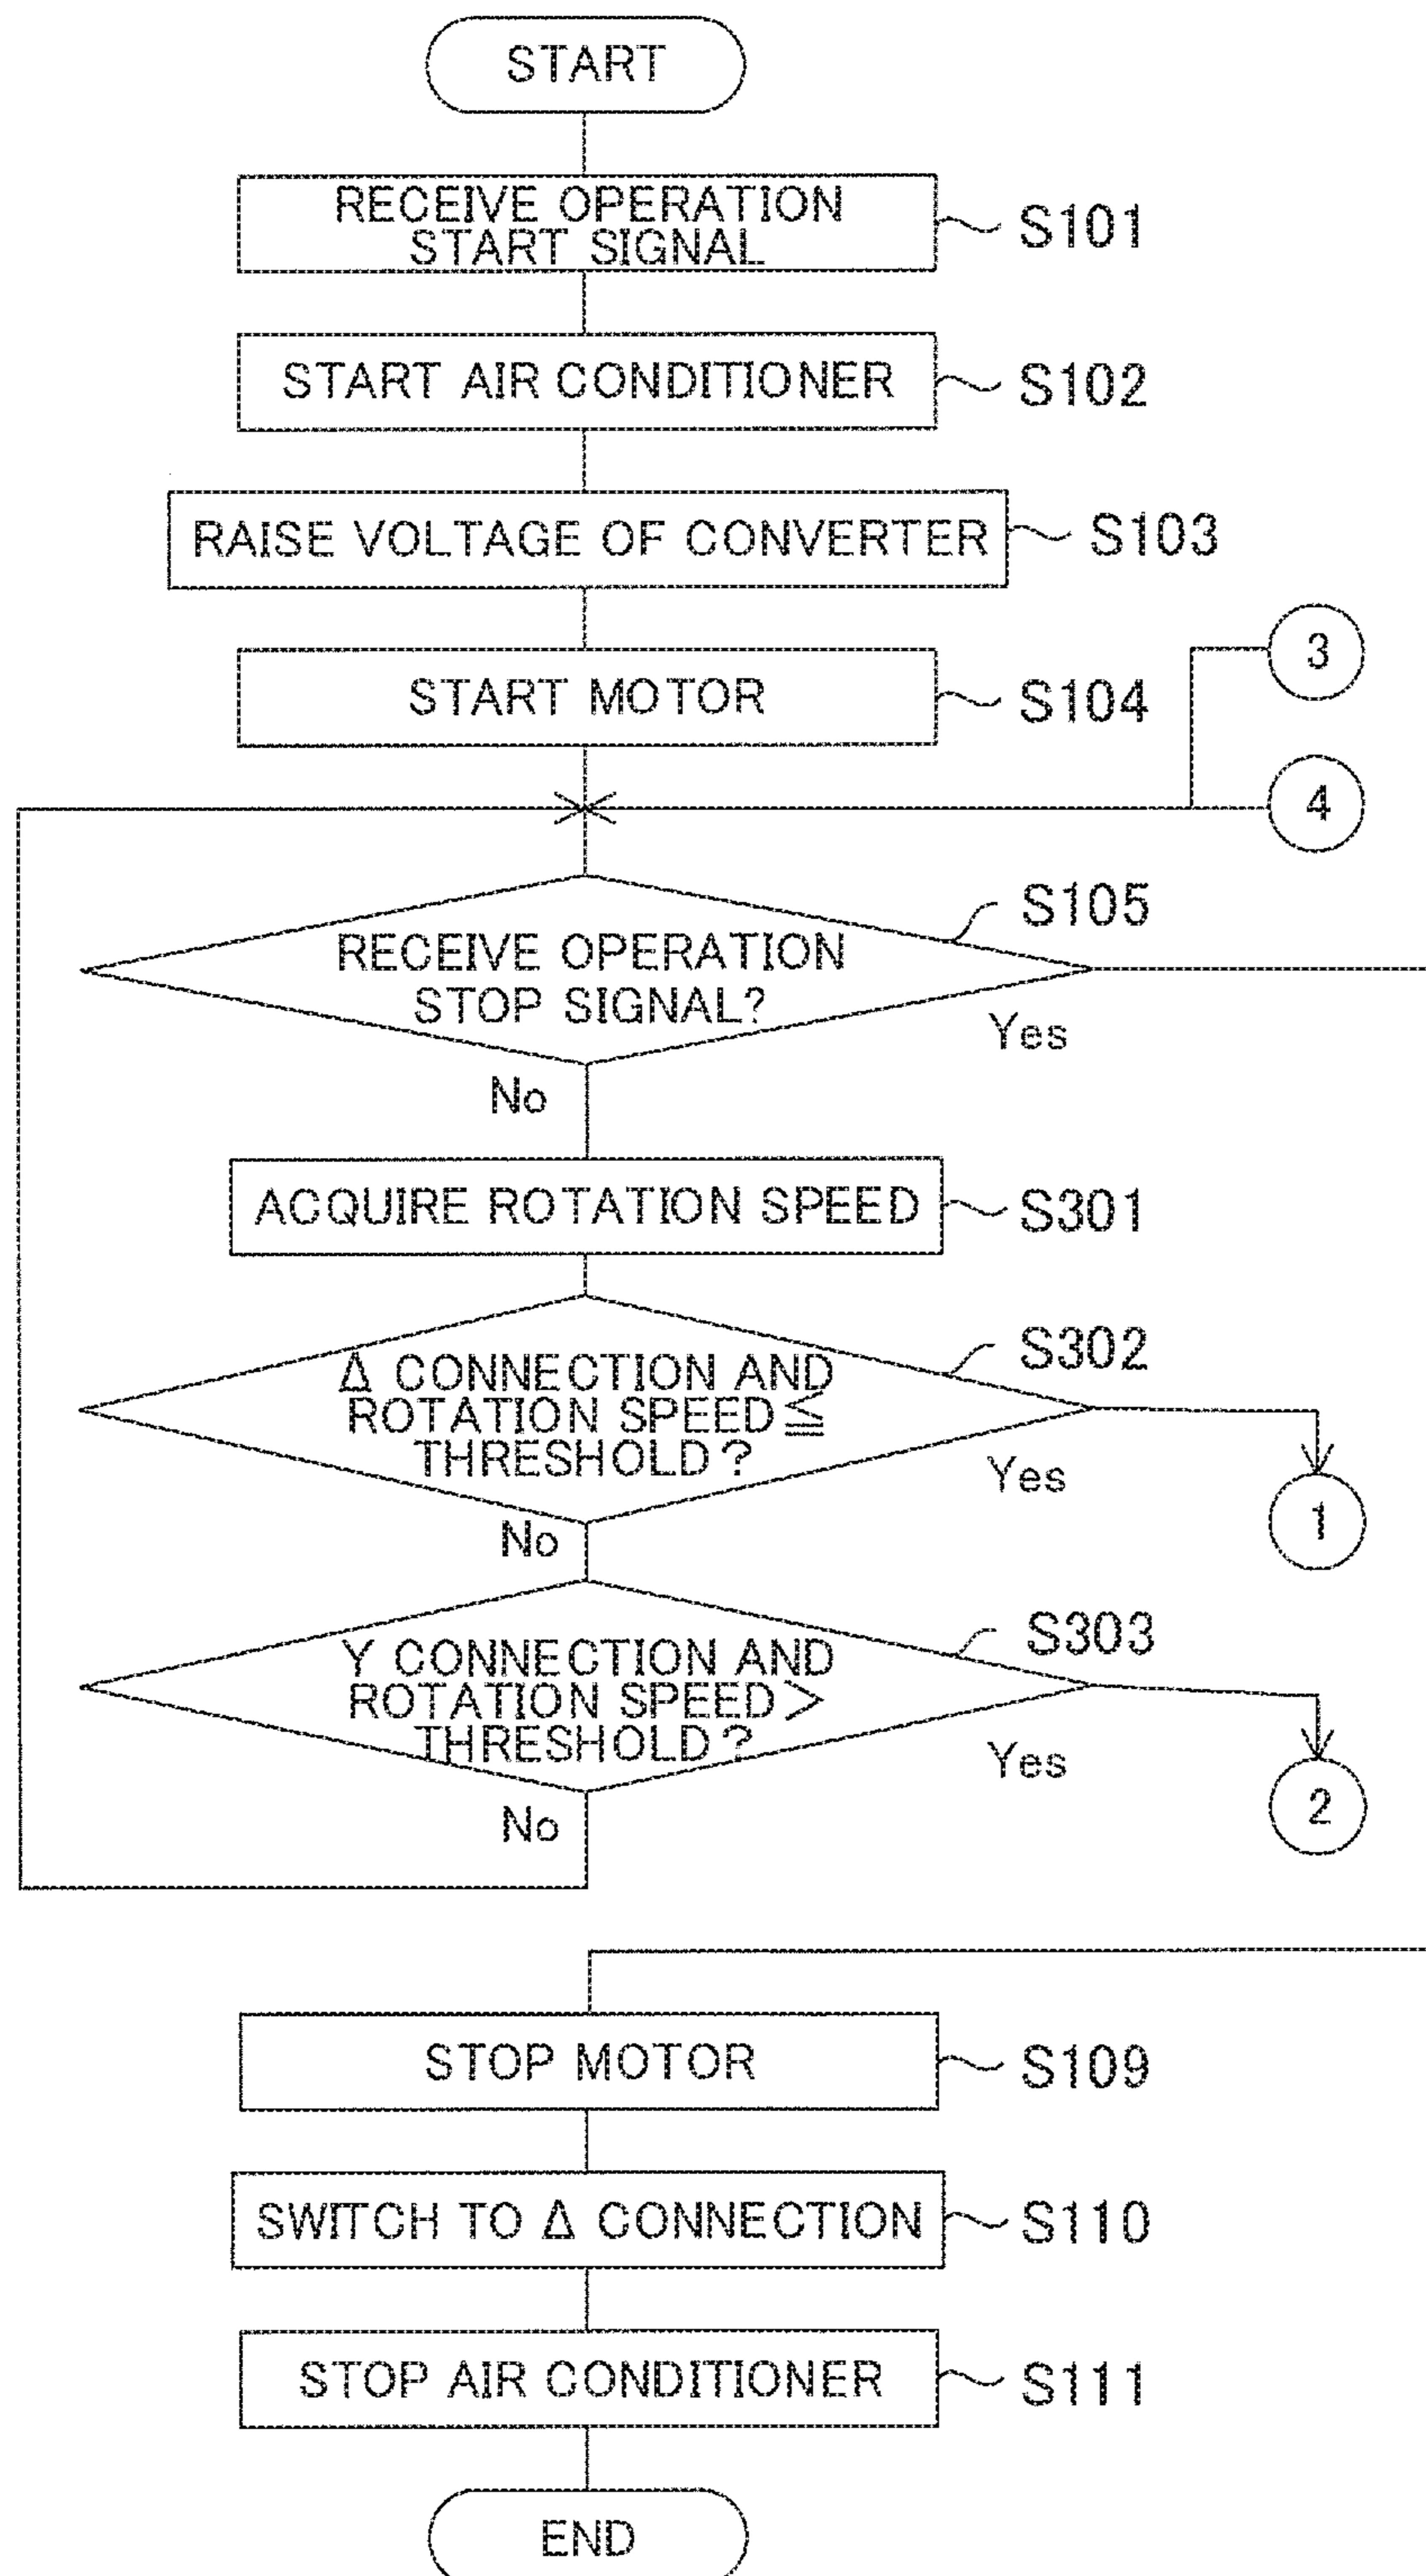 START
RECEIVE OPERATION
START SIGNAL
S101
START AIR CONDITIONER
S102
RAISE VOLTAGE OF CONVERTER
S103
3
START MOTOR
S104
4
S105
RECEIVE OPERATION
STOP SIGNAL?
Yes
No
ACQUIRE ROTATION SPEED
S301
S302
Δ CONNECTION AND
ROTATION SPEED≦
THRESHOLD?
Yes
1
No
S303
Y CONNECTION AND
ROTATION SPEED>
THRESHOLD?
Yes
2
No
STOP MOTOR
S109
SWITCH TO Δ CONNECTION
S110
STOP AIR CONDITIONER
S111
END